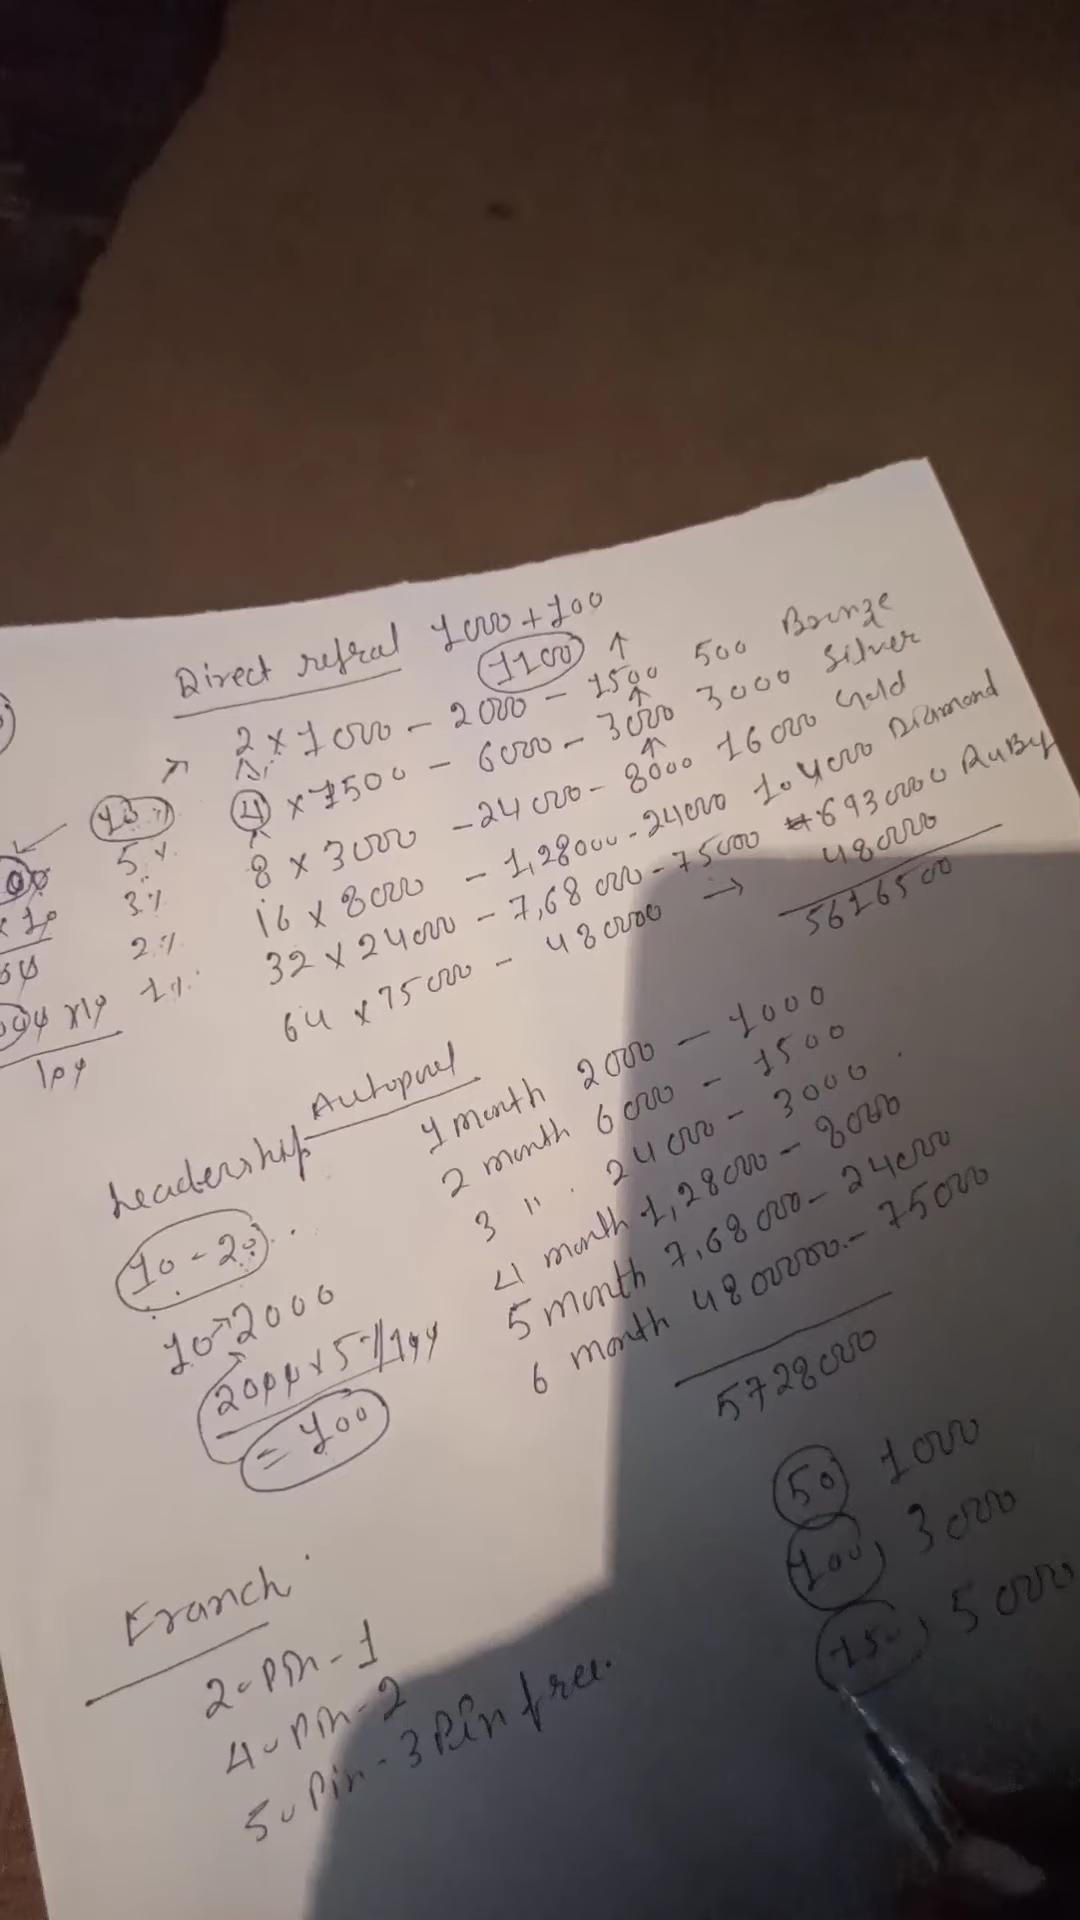 Direct refral 1000 + 100
1100
2 × 1000 - 2000 - 1500 500 Bronze
4 × 1500 - 6000 - 3000 3000 Silver
8 × 3000 - 24000 - 8000 16000 Gold
16 × 8000 - 1,28000 - 24000 104000 Diamond
32 × 24000 - 7,68000 - 75000 693000 RuBy
64 × 75000 - 480000 → 48000
5616500
5%
3%
2%
1%
Autopool
1 month 2000 - 1000
2 month 6000 - 1500
3 " 24000 - 3000
4 month 1,28000 - 8000
5 month 7,68000 - 24000
6 month 4800000 - 75000
5728000
Leadership
10 - 20
10 → 2000
2000 × 5%/100
= 100
50 1000
100, 3000
150, 5000
Franch
20 Pin - 1
40 Pin - 2
50 Pin - 3 Pin free.